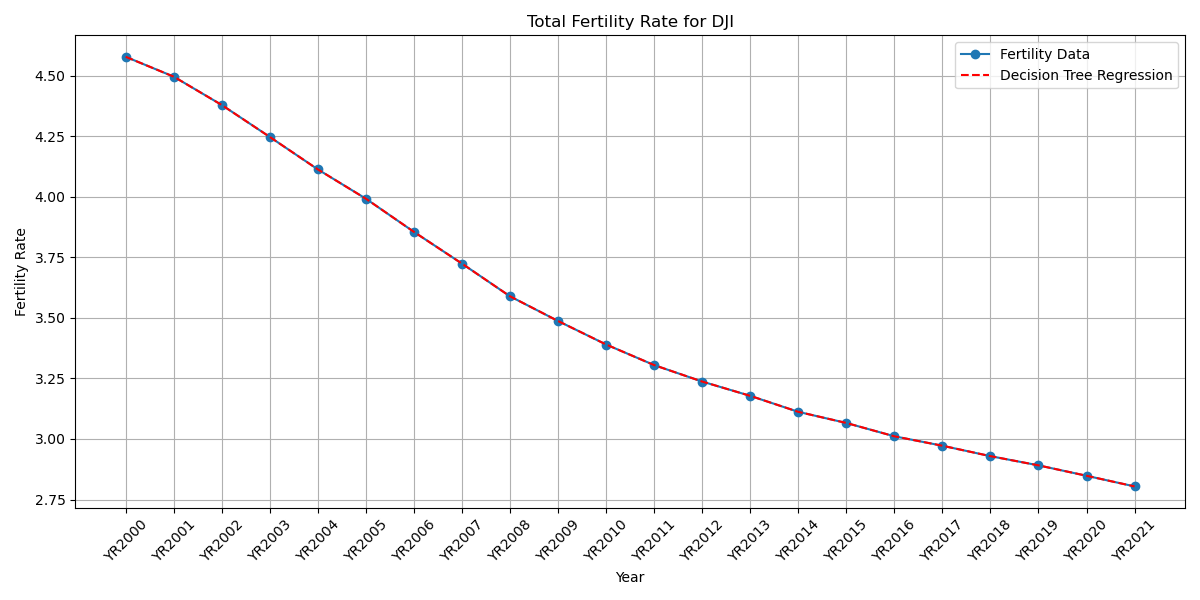 Total Fertility Rate for DJI
Fertility Data
Decision Tree Regression
Fertility Rate
4.50
4.25
4.00
3.75
3.50
3.25
3.00
2.75
YR2000
YR2001
YR2002
YR2003
YR2004
YR2005
YR2006
YR2007
YR2008
YR2009
YR2010
YR2011
YR2012
YR2013
YR2014
YR2015
YR2016
YR2017
YR2018
YR2019
YR2020
YR2021
Year